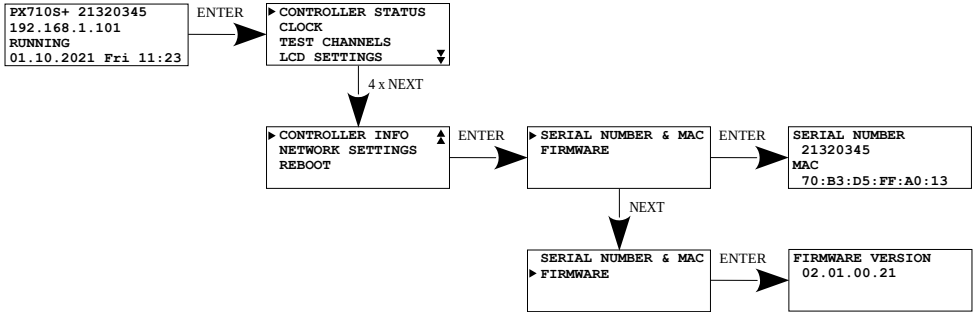 PX710S+ 21320345
192.168.1.101
RUNNING
01.10.2021 Fri 11:23
ENTER
CONTROLLER STATUS
CLOCK
TEST CHANNELS
LCD SETTINGS
4 x NEXT
CONTROLLER INFO
NETWORK SETTINGS
REBOOT
ENTER
SERIAL NUMBER & MAC
FIRMWARE
ENTER
SERIAL NUMBER
21320345
MAC
70:B3:D5:FF:A0:13
NEXT
SERIAL NUMBER & MAC
FIRMWARE
ENTER
FIRMWARE VERSION
02.01.00.21